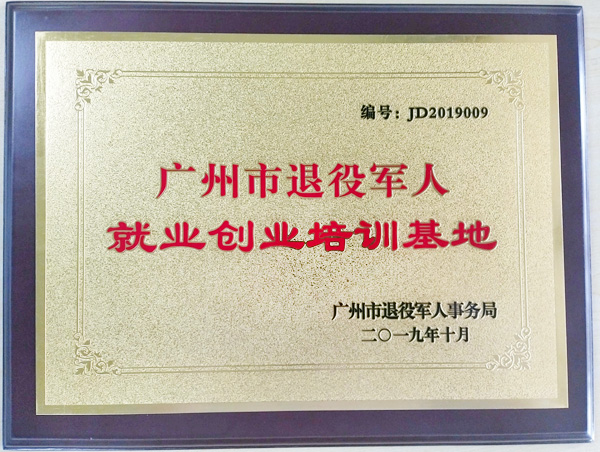 编号：JD2019009
广州市退役军人
就业创业培训基地
广州市退役军人事务局
二〇一九年十月